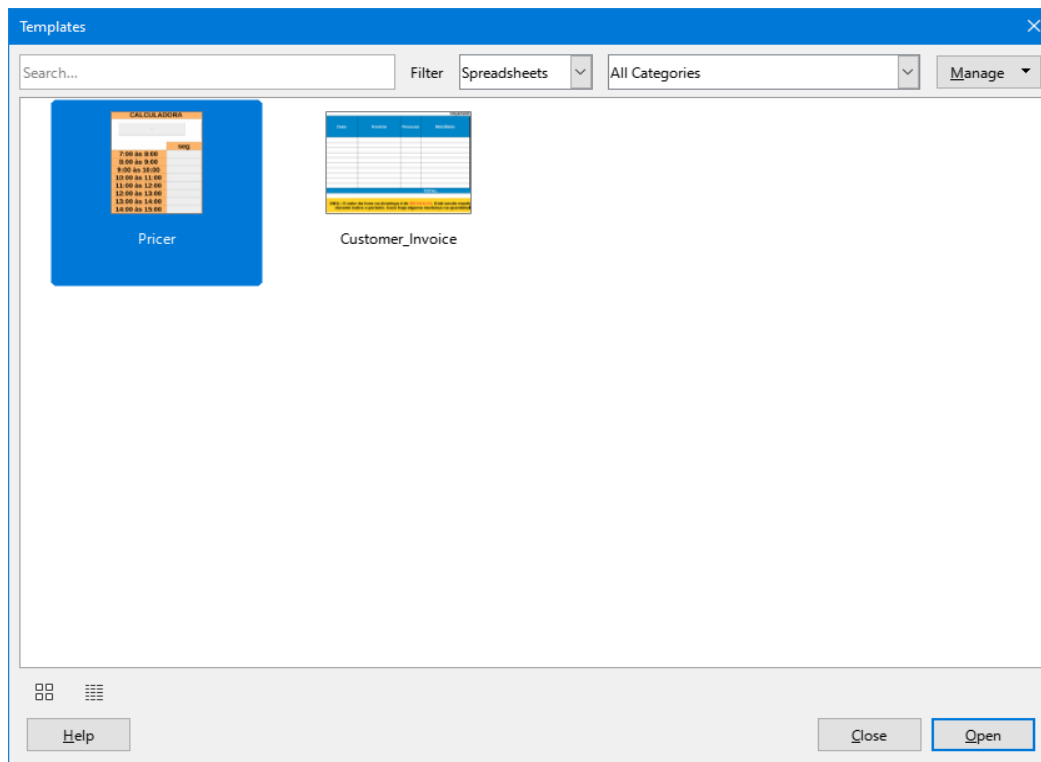 Templates
Search...
Filter
Spreadsheets
All Categories
Manage
CALCULADORA
seg
7:00 às 8:00
8:00 às 9:00
9:00 às 10:00
10:00 às 11:00
11:00 às 12:00
12:00 às 13:00
13:00 às 14:00
14:00 às 15:00
TOTAL
Pricer
Customer_Invoice
Help
Close
Open